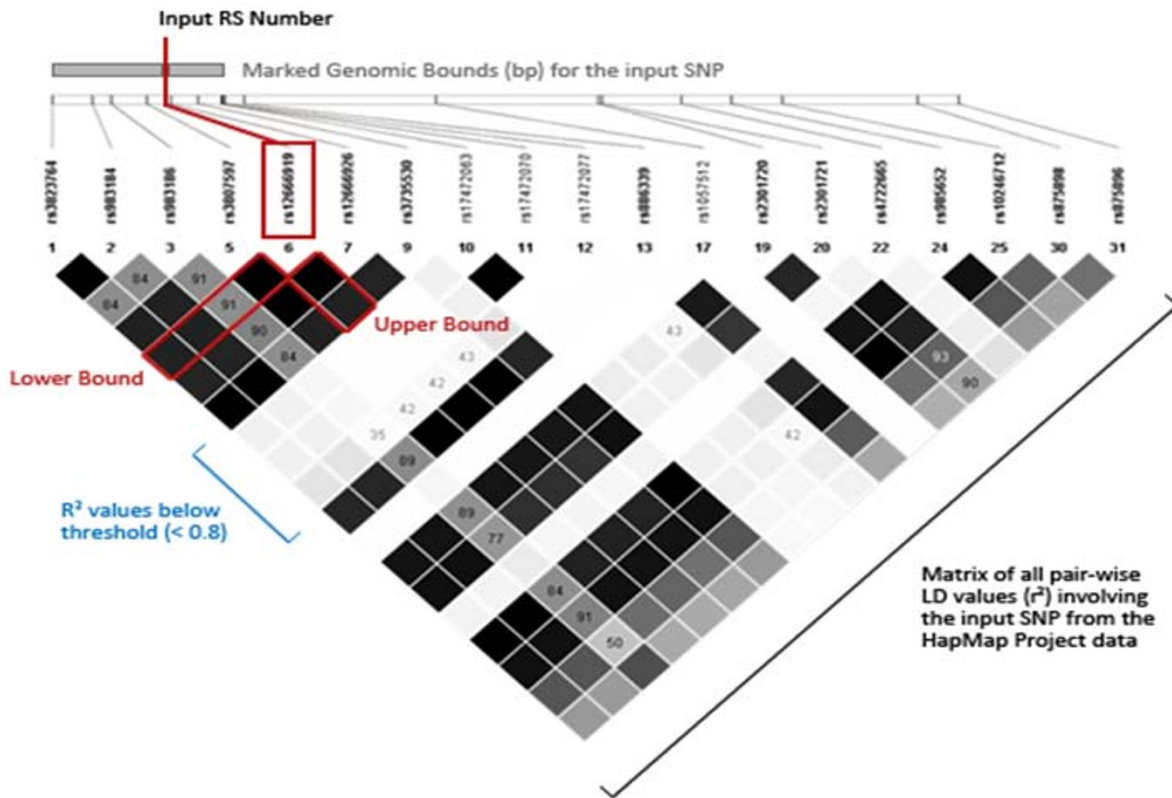 Input RS Number
Marked Genomic Bounds (bp) for the input SNP
rs3823764 rs983184 rs983186 rs3807597 rs12666919 rs12666926 rs3735530 rs17472063 rs17472070 rs17472077 rs886339 rs1057512 rs2301720 rs2301721 rs4722665 rs985652 rs10246712 rs875898 rs875896
1 2 3 5 6 7 9 10 11 12 13 17 19 20 22 24 25 30 31
84 91
84 91
Upper Bound
90 43
84 43 93
Lower Bound
42 90
42
35 42
89
R² values below
threshold (< 0.8)
89
77
Matrix of all pair-wise
LD values (r²) involving
the input SNP from the
HapMap Project data
84
91
50